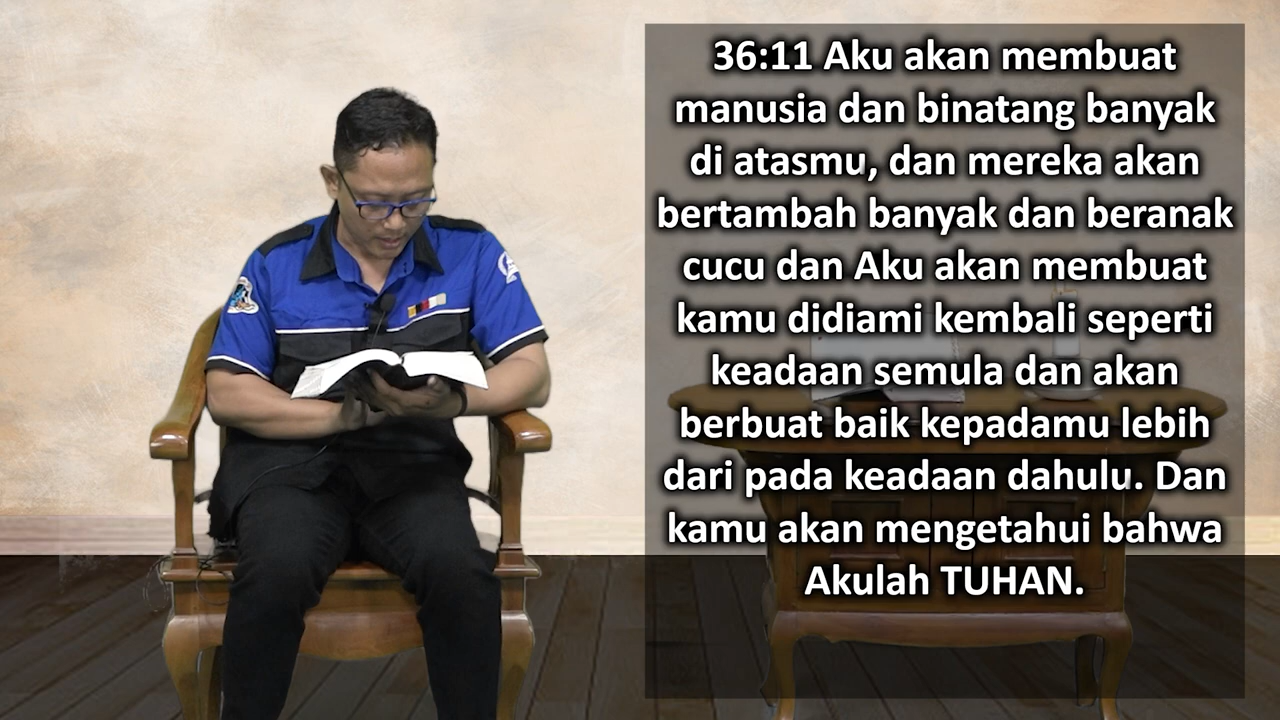 36:11 Aku akan membuat
manusia dan binatang banyak
di atasmu, dan mereka akan
bertambah banyak dan beranak
cucu dan Aku akan membuat
kamu didiami kembali seperti
keadaan semula dan akan
berbuat baik kepadamu lebih
dari pada keadaan dahulu. Dan
kamu akan mengetahui bahwa
Akulah TUHAN.